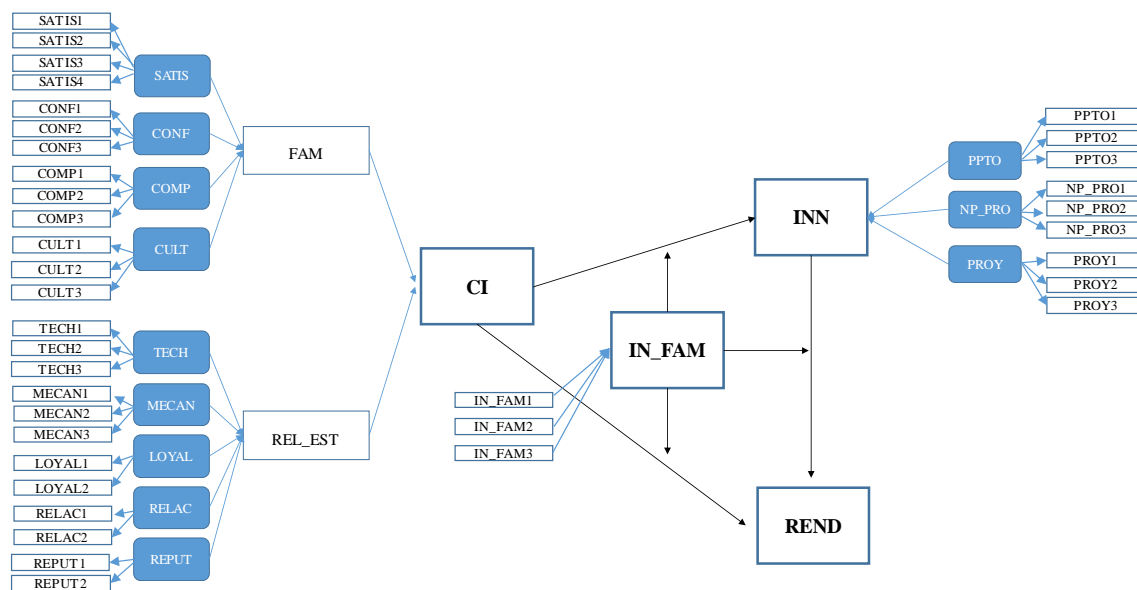 SATIS1
SATIS2
SATIS3
SATIS4
SATIS
CONF1
CONF2
CONF3
CONF
COMP1
COMP2
COMP3
COMP
CULT1
CULT2
CULT3
CULT
FAM
TECH1
TECH2
TECH3
TECH
MECAN1
MECAN2
MECAN3
MECAN
LOYAL1
LOYAL2
LOYAL
RELAC1
RELAC2
RELAC
REPUT1
REPUT2
REPUT
REL_EST
CI
IN_FAM
IN_FAM1
IN_FAM2
IN_FAM3
INN
REND
PPTO
PPTO1
PPTO2
PPTO3
NP_PRO
NP_PRO1
NP_PRO2
NP_PRO3
PROY
PROY1
PROY2
PROY3